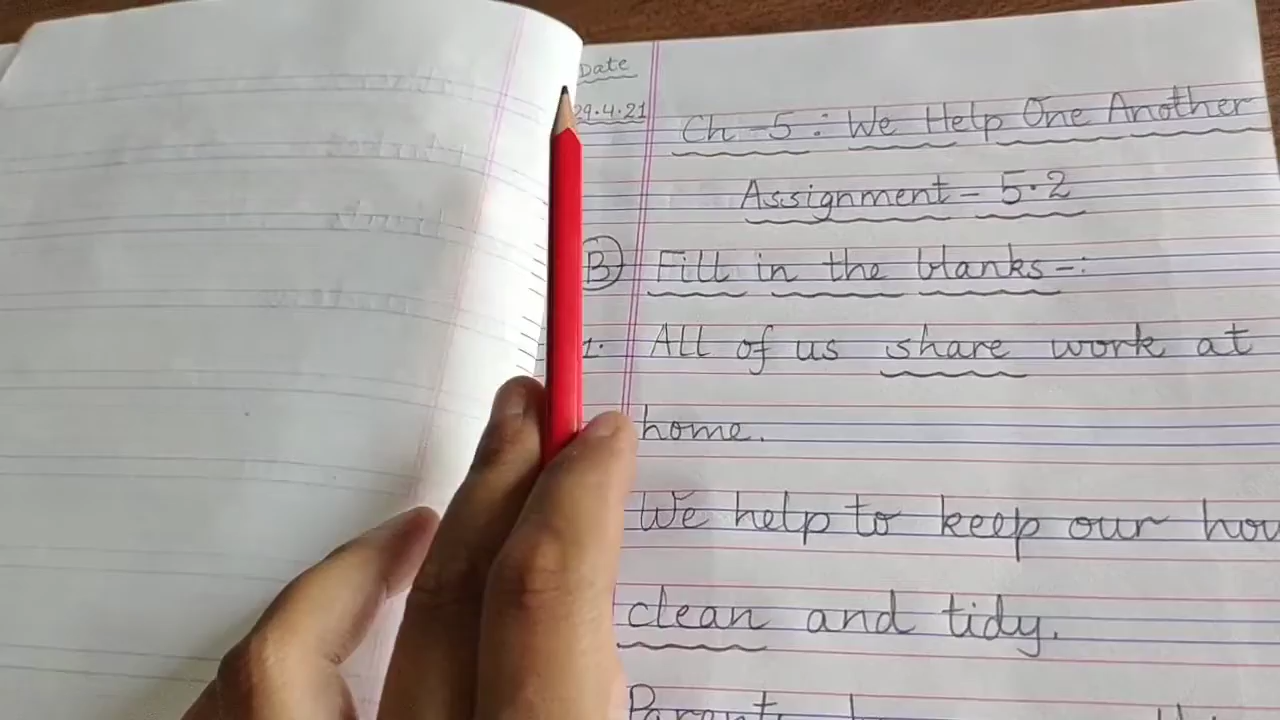 Date
29.4.21
Ch-5: We Help One Another
Assignment - 5.2
B Fill in the blanks-:
1. All of us share work at
home.
We help to keep our hou
clean and tidy.